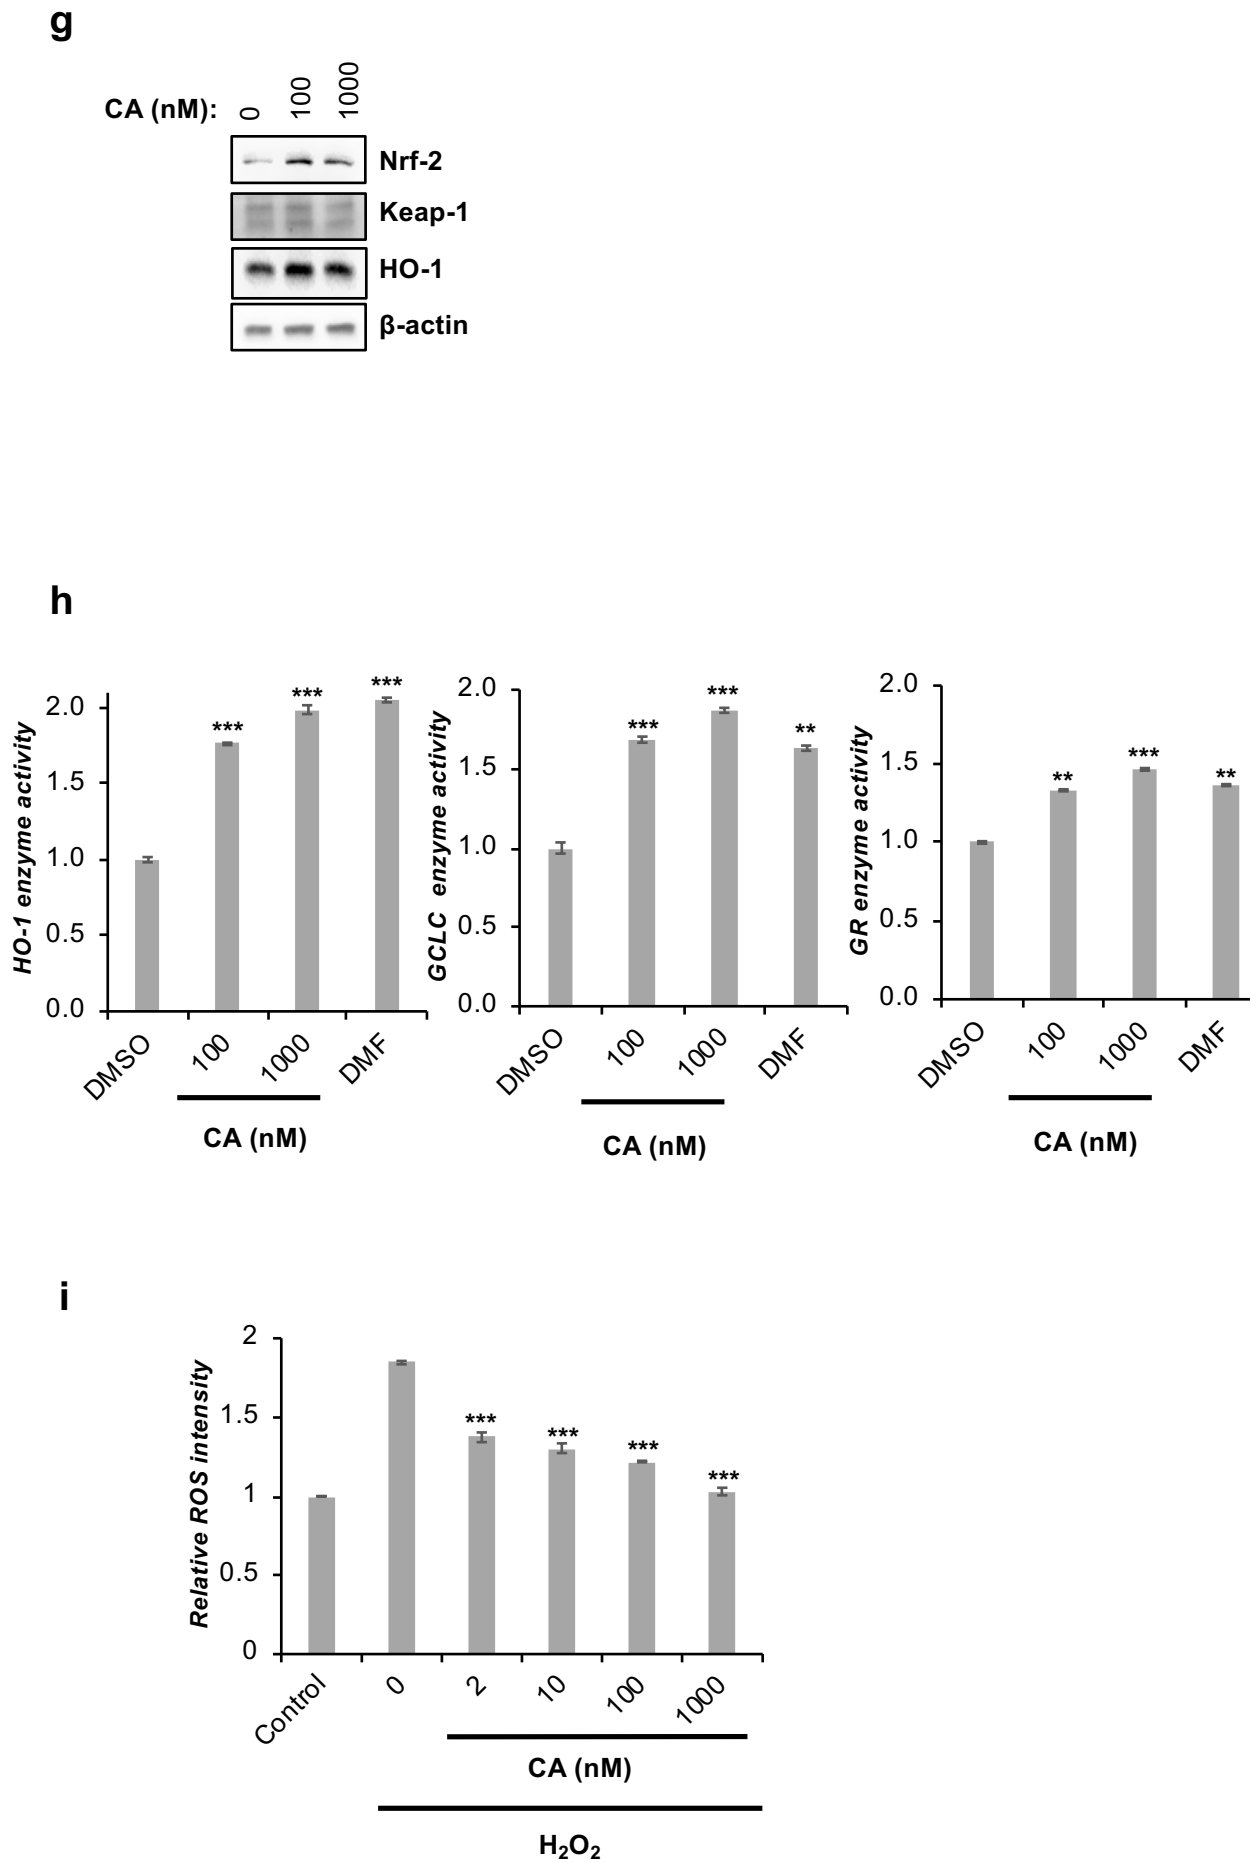 g
CA (nM): 0 100 1000
Nrf-2
Keap-1
HO-1
β-actin
h
HO-1 enzyme activity
2.0
1.5
1.0
0.5
0.0
*** *** ***
DMSO 100 1000 DMF
CA (nM)
GCLC enzyme activity
2.0
1.5
1.0
0.5
0.0
*** *** **
DMSO 100 1000 DMF
CA (nM)
GR enzyme activity
2.0
1.5
1.0
0.5
0.0
** *** **
DMSO 100 1000 DMF
CA (nM)
i
Relative ROS intensity
2
1.5
1
0.5
0
*** *** *** ***
Control 0 2 10 100 1000
CA (nM)
H₂O₂